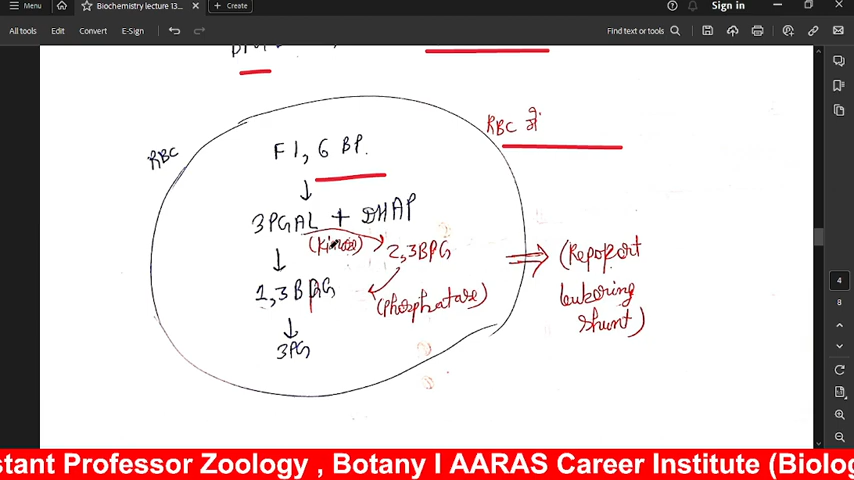 Menu
Biochemistry lecture 13...
Create
Sign in
All tools
Edit
Convert
E-Sign
Find text or tools
RBC
RBC में
F1, 6 BP.
3PGAL + DHAP
(Kinase)
2,3BPG
1,3 BPG
(Phosphatase)
3PG
(Repoport
leukering
shunt)
4
8
stant Professor Zoology , Botany I AARAS Career Institute (Biolog